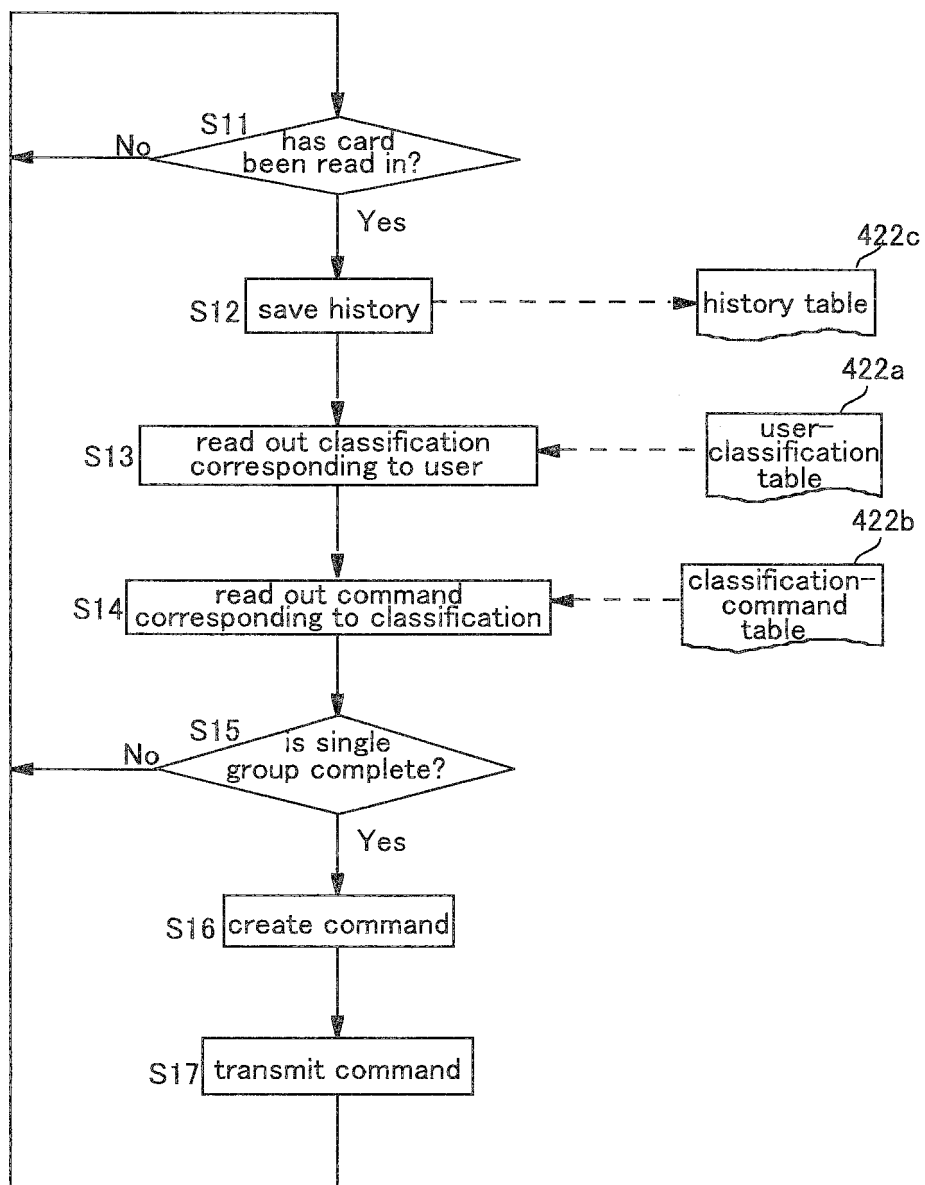 S11
has card
been read in?
No
Yes
422c
S12
save history
history table
422a
S13
read out classification
corresponding to user
user-
classification
table
422b
S14
read out command
corresponding to classification
classification-
command
table
S15
is single
group complete?
No
Yes
S16
create command
S17
transmit command